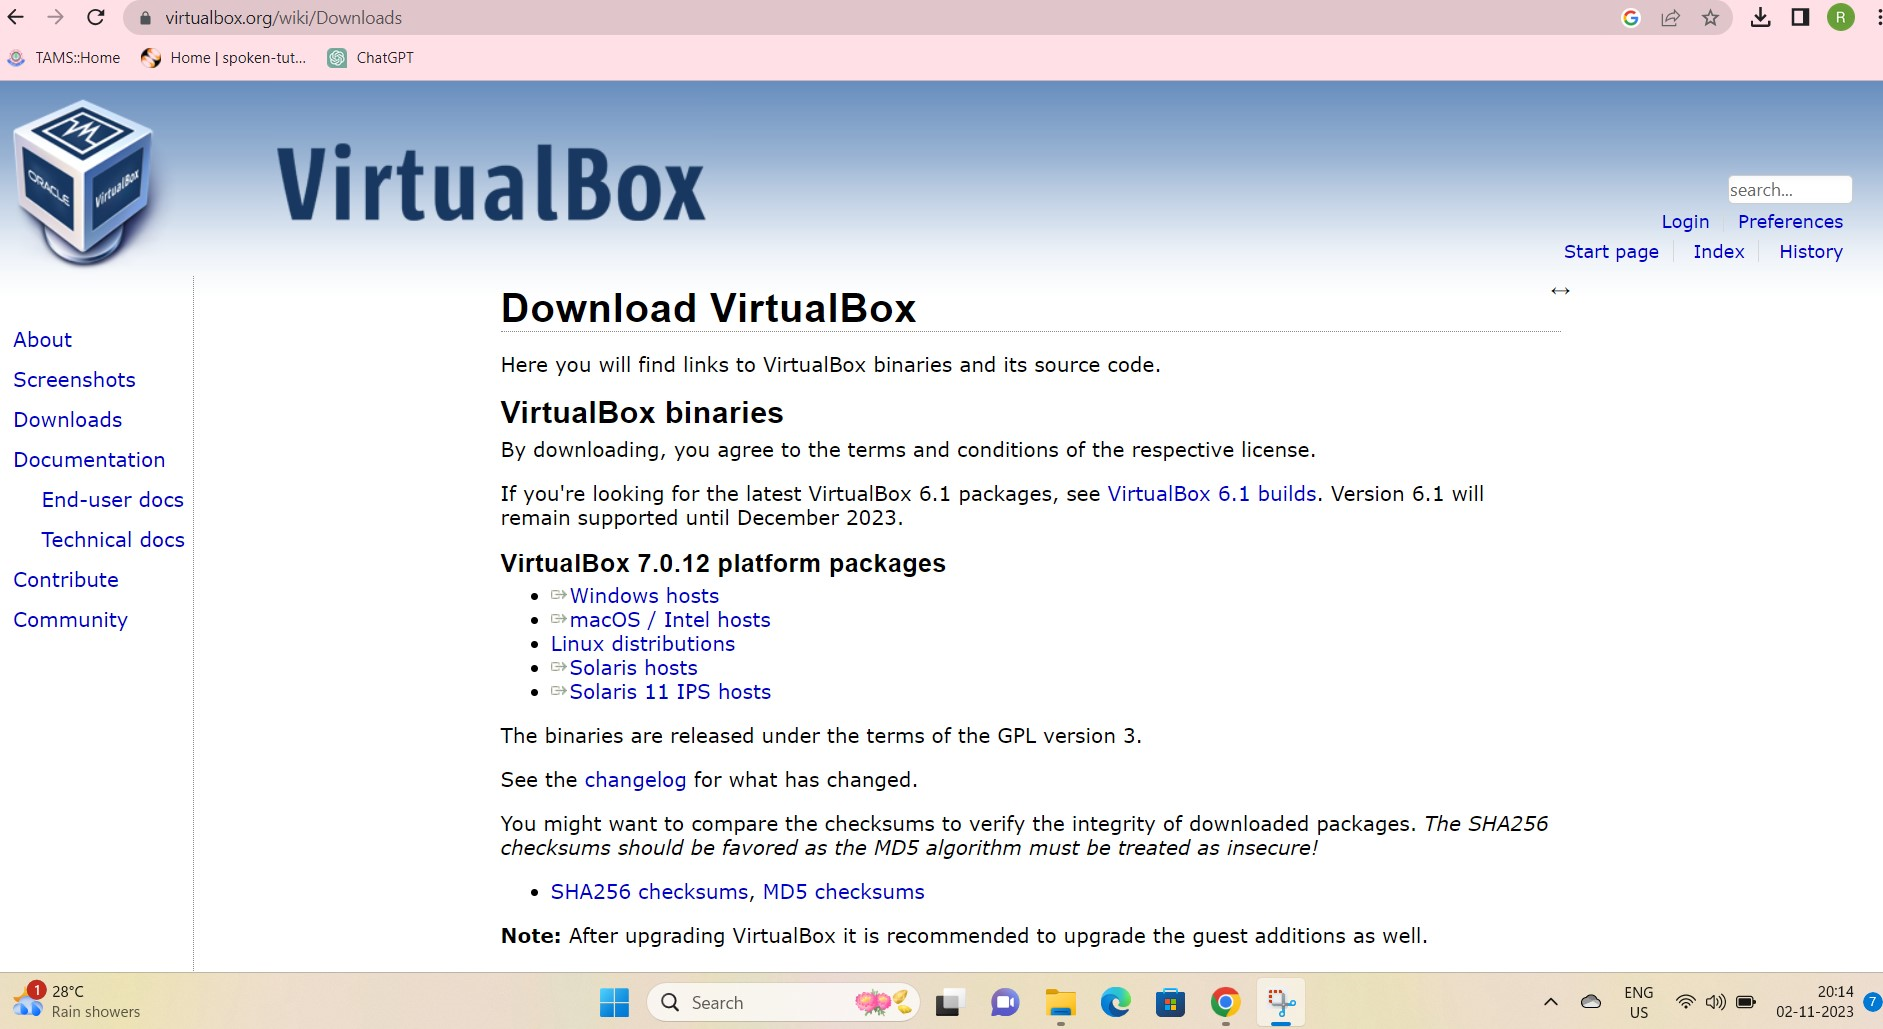 virtualbox.org/wiki/Downloads
R
TAMS::Home
Home | spoken-tut...
ChatGPT
ORACLE
VirtualBox
VirtualBox
search...
Login
Preferences
Start page
Index
History
About
Screenshots
Downloads
Documentation
End-user docs
Technical docs
Contribute
Community
Download VirtualBox
Here you will find links to VirtualBox binaries and its source code.
VirtualBox binaries
By downloading, you agree to the terms and conditions of the respective license.
If you're looking for the latest VirtualBox 6.1 packages, see VirtualBox 6.1 builds. Version 6.1 will
remain supported until December 2023.
VirtualBox 7.0.12 platform packages
Windows hosts
macOS / Intel hosts
Linux distributions
Solaris hosts
Solaris 11 IPS hosts
The binaries are released under the terms of the GPL version 3.
See the changelog for what has changed.
You might want to compare the checksums to verify the integrity of downloaded packages. The SHA256
checksums should be favored as the MD5 algorithm must be treated as insecure!
SHA256 checksums, MD5 checksums
Note: After upgrading VirtualBox it is recommended to upgrade the guest additions as well.
1
28°C
Rain showers
Search
ENG
US
20:14
02-11-2023
7